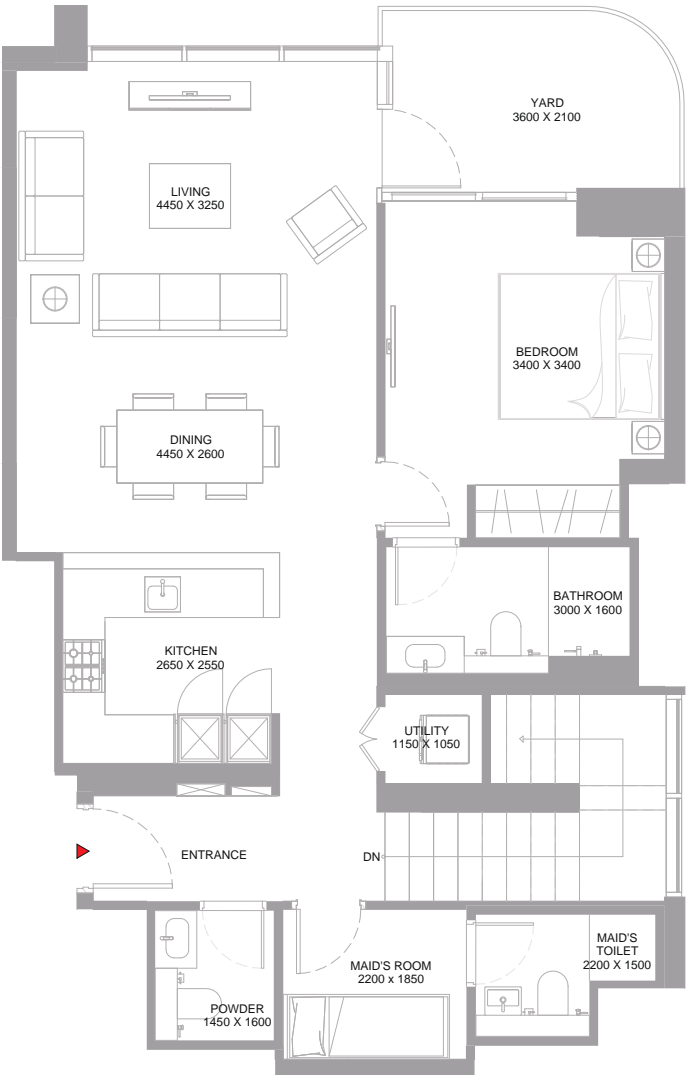 YARD
3600 X 2100
LIVING
4450 X 3250
BEDROOM
3400 X 3400
DINING
4450 X 2600
BATHROOM
3000 X 1600
KITCHEN
2650 X 2550
UTILITY
1150 X 1050
ENTRANCE
DN
MAID'S
TOILET
2200 X 1500
MAID'S ROOM
2200 x 1850
POWDER
1450 X 1600